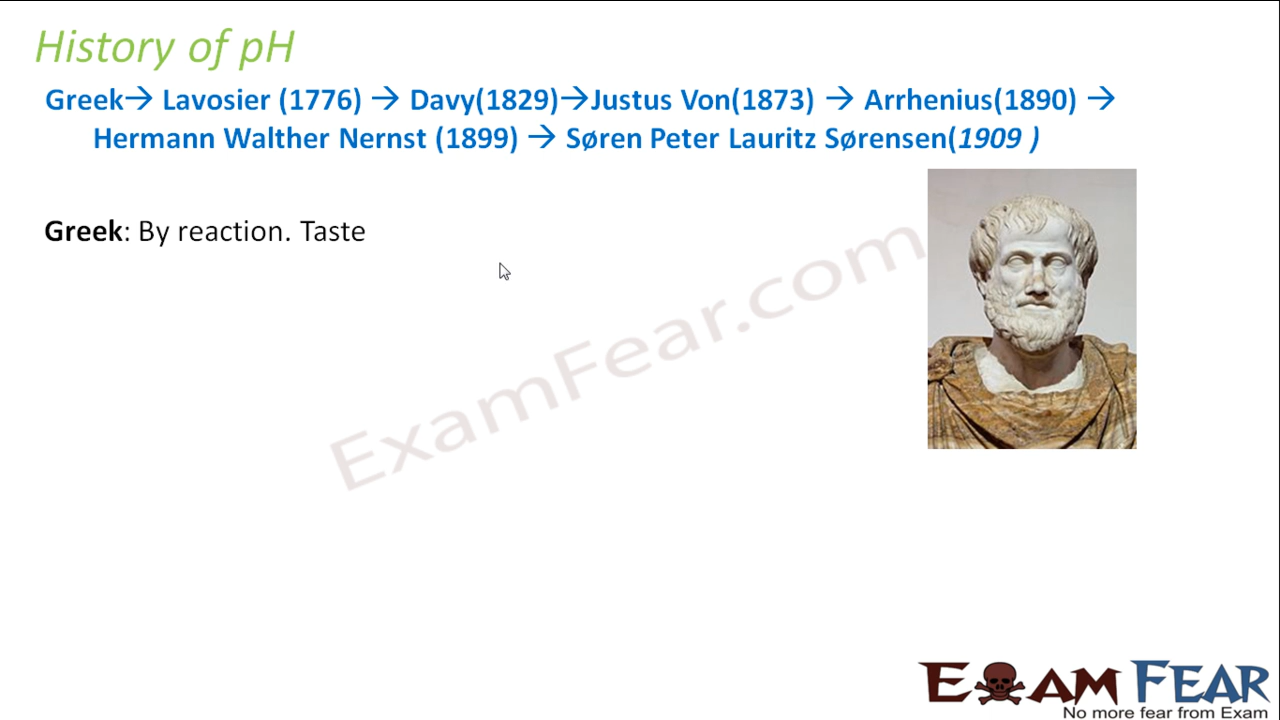 History of pH
Greek→ Lavosier (1776) → Davy(1829)→Justus Von(1873) → Arrhenius(1890) →
Hermann Walther Nernst (1899) → Søren Peter Lauritz Sørensen(1909 )
Greek: By reaction. Taste
ExamFear.com
EXAM FEAR
No more fear from Exam